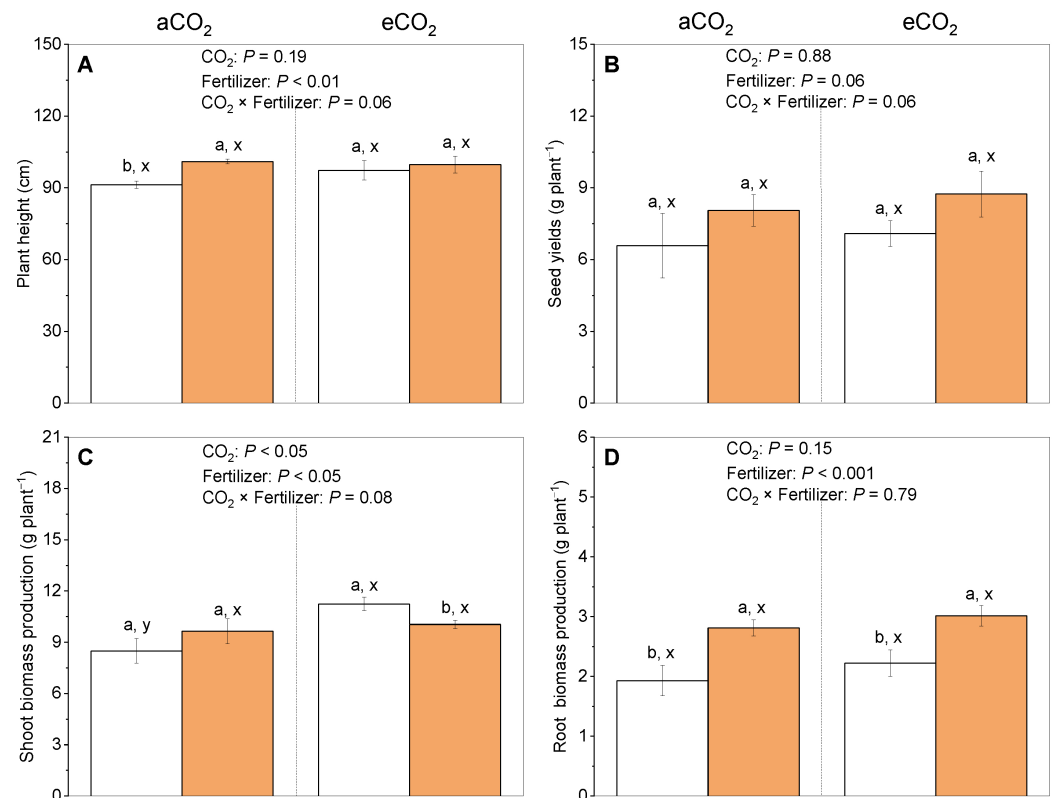 aCO₂ eCO₂ aCO₂ eCO₂
A
CO₂: P = 0.19
Fertilizer: P < 0.01
CO₂ × Fertilizer: P = 0.06
Plant height (cm)
150
120
90
60
30
0
b, x
a, x
a, x
a, x
B
CO₂: P = 0.88
Fertilizer: P = 0.06
CO₂ × Fertilizer: P = 0.06
Seed yields (g plant⁻¹)
15
12
9
6
3
0
a, x
a, x
a, x
a, x
C
CO₂: P < 0.05
Fertilizer: P < 0.05
CO₂ × Fertilizer: P = 0.08
Shoot biomass production (g plant⁻¹)
21
18
15
12
9
6
3
0
a, y
a, x
a, x
b, x
D
CO₂: P = 0.15
Fertilizer: P < 0.001
CO₂ × Fertilizer: P = 0.79
Root biomass production (g plant⁻¹)
6
5
4
3
2
1
0
b, x
a, x
b, x
a, x